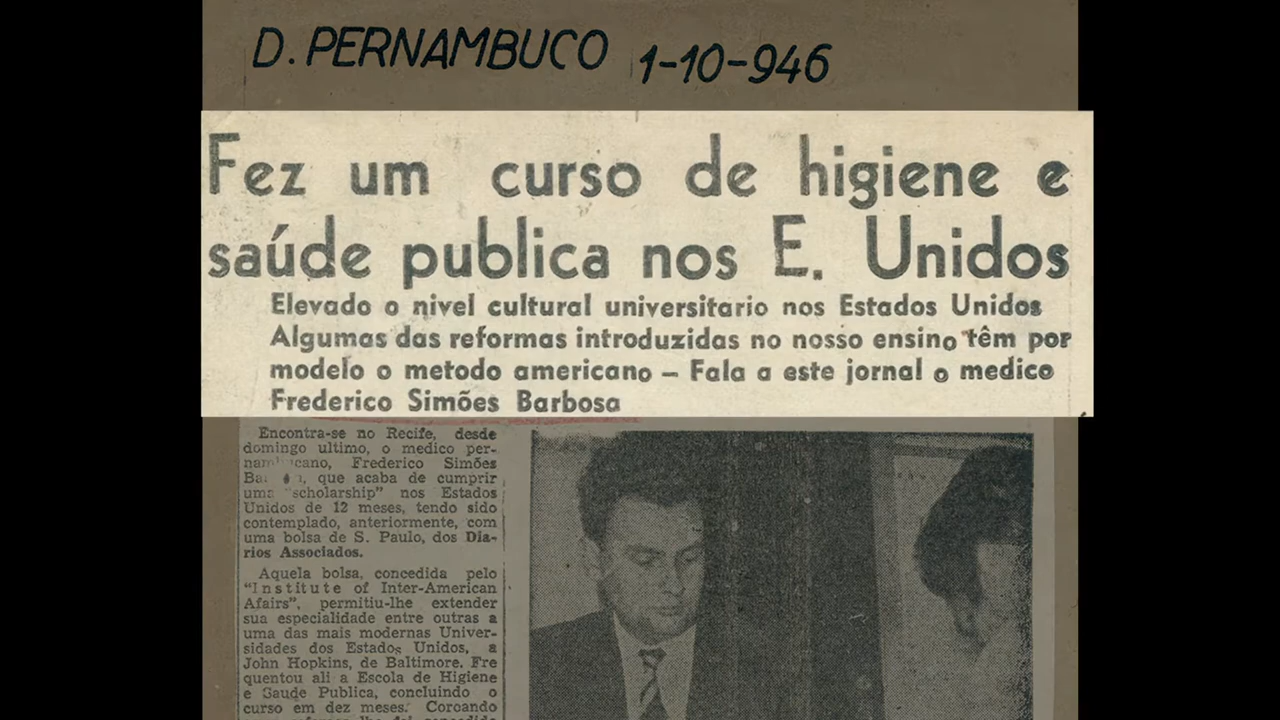 D. PERNAMBUCO 1-10-946
Fez um curso de higiene e
saúde publica nos E. Unidos
Elevado o nivel cultural universitario nos Estados Unidos
Algumas das reformas introduzidas no nosso ensino têm por
modelo o metodo americano — Fala a este jornal o medico
Frederico Simões Barbosa
Encontra-se no Recife, desde
domingo ultimo, o medico per-
cano, Frederico Simões
que acaba de cumprir
uma "scholarship" nos Estados
Unidos de 12 meses, tendo sido
contemplado, anteriormente, com
uma bolsa de S. Paulo, dos Dia-
rios Associados.
Aquela bolsa, concedida pelo
"Institute of Inter-American
Afairs", permitiu-lhe extender
sua especialidade entre outras a
uma das mais modernas Univer-
sidades dos Estados Unidos, a
John Hopkins, de Baltimore. Fre
quentou ali a Escola de Higiene
e Saude Publica, concluindo o
curso em dez meses. Coroando